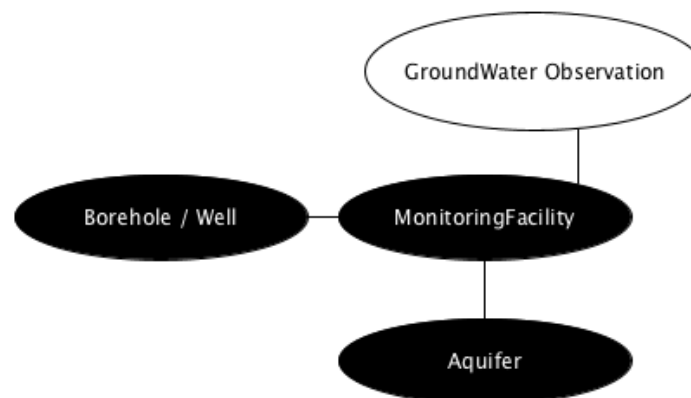 GroundWater Observation
Borehole / Well
MonitoringFacility
Aquifer